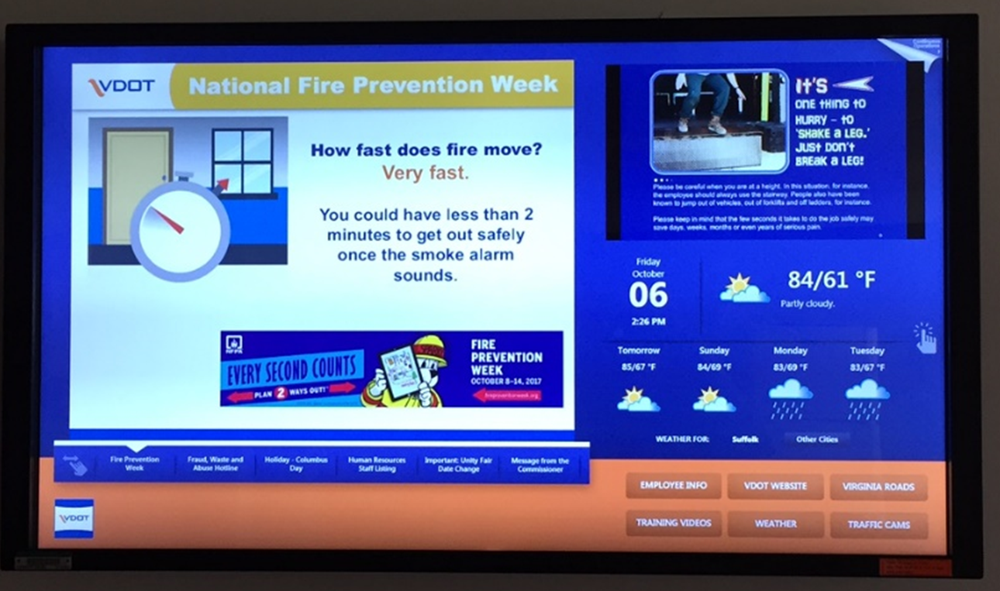 Continuous
Operations
VDOT
National Fire Prevention Week
How fast does fire move?
Very fast.
You could have less than 2
minutes to get out safely
once the smoke alarm
sounds.
NFPA
EVERY SECOND COUNTS
PLAN 2 WAYS OUT!
FIRE
PREVENTION
WEEK
OCTOBER 8-14, 2017
firepreventionweek.org
IT'S
ONE THING TO
HURRY – TO
'SHAKE A LEG.'
JUST DON'T
BREAK A LEG!
Please be careful when you are at a height. In this situation, for instance,
the employee should always use the stairway. People also have been
known to jump out of vehicles, out of forklifts and off ladders, for instance.
Please keep in mind that the few seconds it takes to do the job safely may
save days, weeks, months or even years of serious pain.
Friday
October
06
2:26 PM
84/61 °F
Partly cloudy.
Tomorrow
85/67 °F
Sunday
84/69 °F
Monday
83/69 °F
Tuesday
83/67 °F
WEATHER FOR: Suffolk Other Cities
Fire Prevention
Week
Fraud, Waste and
Abuse Hotline
Holiday - Columbus
Day
Human Resources
Staff Listing
Important: Unity Fair
Date Change
Message from the
Commissioner
VDOT
EMPLOYEE INFO VDOT WEBSITE VIRGINIA ROADS
TRAINING VIDEOS WEATHER TRAFFIC CAMS